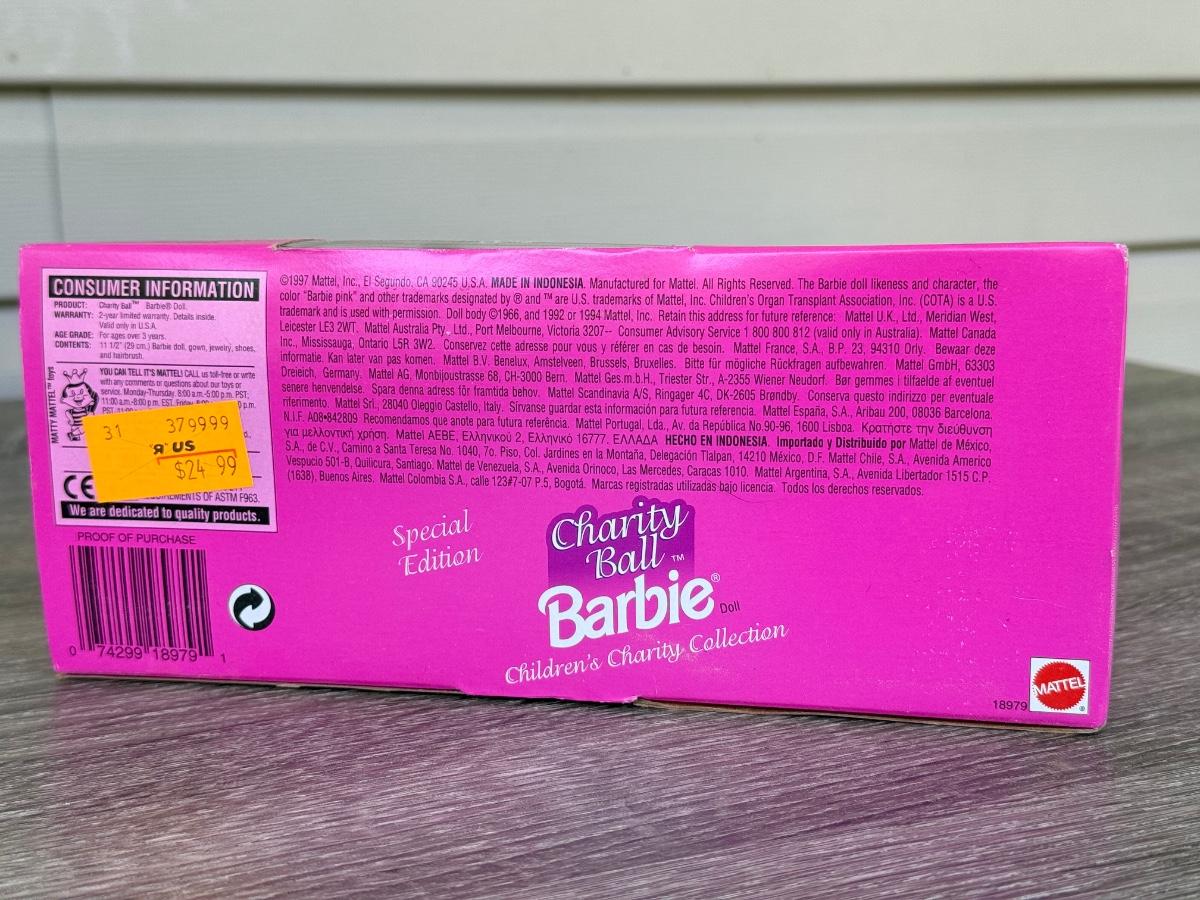 CONSUMER INFORMATION
PRODUCT: Charity Ball™ Barbie® Doll.
WARRANTY: 2-year limited warranty. Details inside.
Valid only in U.S.A.
AGE GRADE: For ages over 3 years.
CONTENTS: 11 1/2" (29 cm.) Barbie doll, gown, jewelry, shoes,
and hairbrush.
MATTY MATTEL™ toys
YOU CAN TELL IT'S MATTEL! CALL us toll-free or write
with any comments or questions about our toys or
service. Monday-Thursday, 8:00 a.m.-5:00 p.m. PST;
11:00 a.m.-8:00 p.m. EST. Friday, p.m.
PST
31 379999
"R" US
$24.99
CE
REQUIREMENTS OF ASTM F963.
We are dedicated to quality products.
PROOF OF PURCHASE
0 74299 18979 1
©1997 Mattel, Inc., El Segundo, CA 90245 U.S.A. MADE IN INDONESIA. Manufactured for Mattel. All Rights Reserved. The Barbie doll likeness and character, the
color "Barbie pink" and other trademarks designated by ® and ™ are U.S. trademarks of Mattel, Inc. Children's Organ Transplant Association, Inc. (COTA) is a U.S.
trademark and is used with permission. Doll body ©1966, and 1992 or 1994 Mattel, Inc. Retain this address for future reference: Mattel U.K., Ltd., Meridian West,
Leicester LE3 2WT. Mattel Australia Pty., Ltd., Port Melbourne, Victoria 3207-- Consumer Advisory Service 1 800 800 812 (valid only in Australia). Mattel Canada
Inc., Mississauga, Ontario L5R 3W2. Conservez cette adresse pour vous y référer en cas de besoin. Mattel France, S.A., B.P. 23, 94310 Orly. Bewaar deze
informatie. Kan later van pas komen. Mattel B.V. Benelux, Amstelveen, Brussels, Bruxelles. Bitte für mögliche Rückfragen aufbewahren. Mattel GmbH, 63303
Dreieich, Germany. Mattel AG, Monbijoustrasse 68, CH-3000 Bern. Mattel Ges.m.b.H., Triester Str., A-2355 Wiener Neudorf. Bør gemmes i tilfaelde af eventuel
senere henvendelse. Spara denna adress för framtida behov. Mattel Scandinavia A/S, Ringager 4C, DK-2605 Brøndby. Conserva questo indirizzo per eventuale
riferimento. Mattel Srl., 28040 Oleggio Castello, Italy. Sírvanse guardar esta información para futura referencia. Mattel España, S.A., Aribau 200, 08036 Barcelona.
N.I.F. A08•842809 Recomendamos que anote para futura referência. Mattel Portugal, Lda., Av. da República No.90-96, 1600 Lisboa. Κρατήστε την διεύθυνση
για μελλοντική χρήση. Mattel AEBE, Ελληνικού 2, Ελληνικό 16777. ΕΛΛΑΔΑ HECHO EN INDONESIA. Importado y Distribuido por Mattel de México,
S.A., de C.V., Camino a Santa Teresa No. 1040, 7o. Piso, Col. Jardines en la Montaña, Delegación Tlalpan, 14210 México, D.F. Mattel Chile, S.A., Avenida Americo
Vespucio 501-B, Quilicura, Santiago. Mattel de Venezuela, S.A., Avenida Orinoco, Las Mercedes, Caracas 1010. Mattel Argentina, S.A., Avenida Libertador 1515 C.P.
(1638), Buenos Aires. Mattel Colombia S.A., calle 123#7-07 P.5, Bogotá. Marcas registradas utilizadas bajo licencia. Todos los derechos reservados.
Special
Edition
Charity
Ball™
Barbie® Doll
Children's Charity Collection
18979
MATTEL®